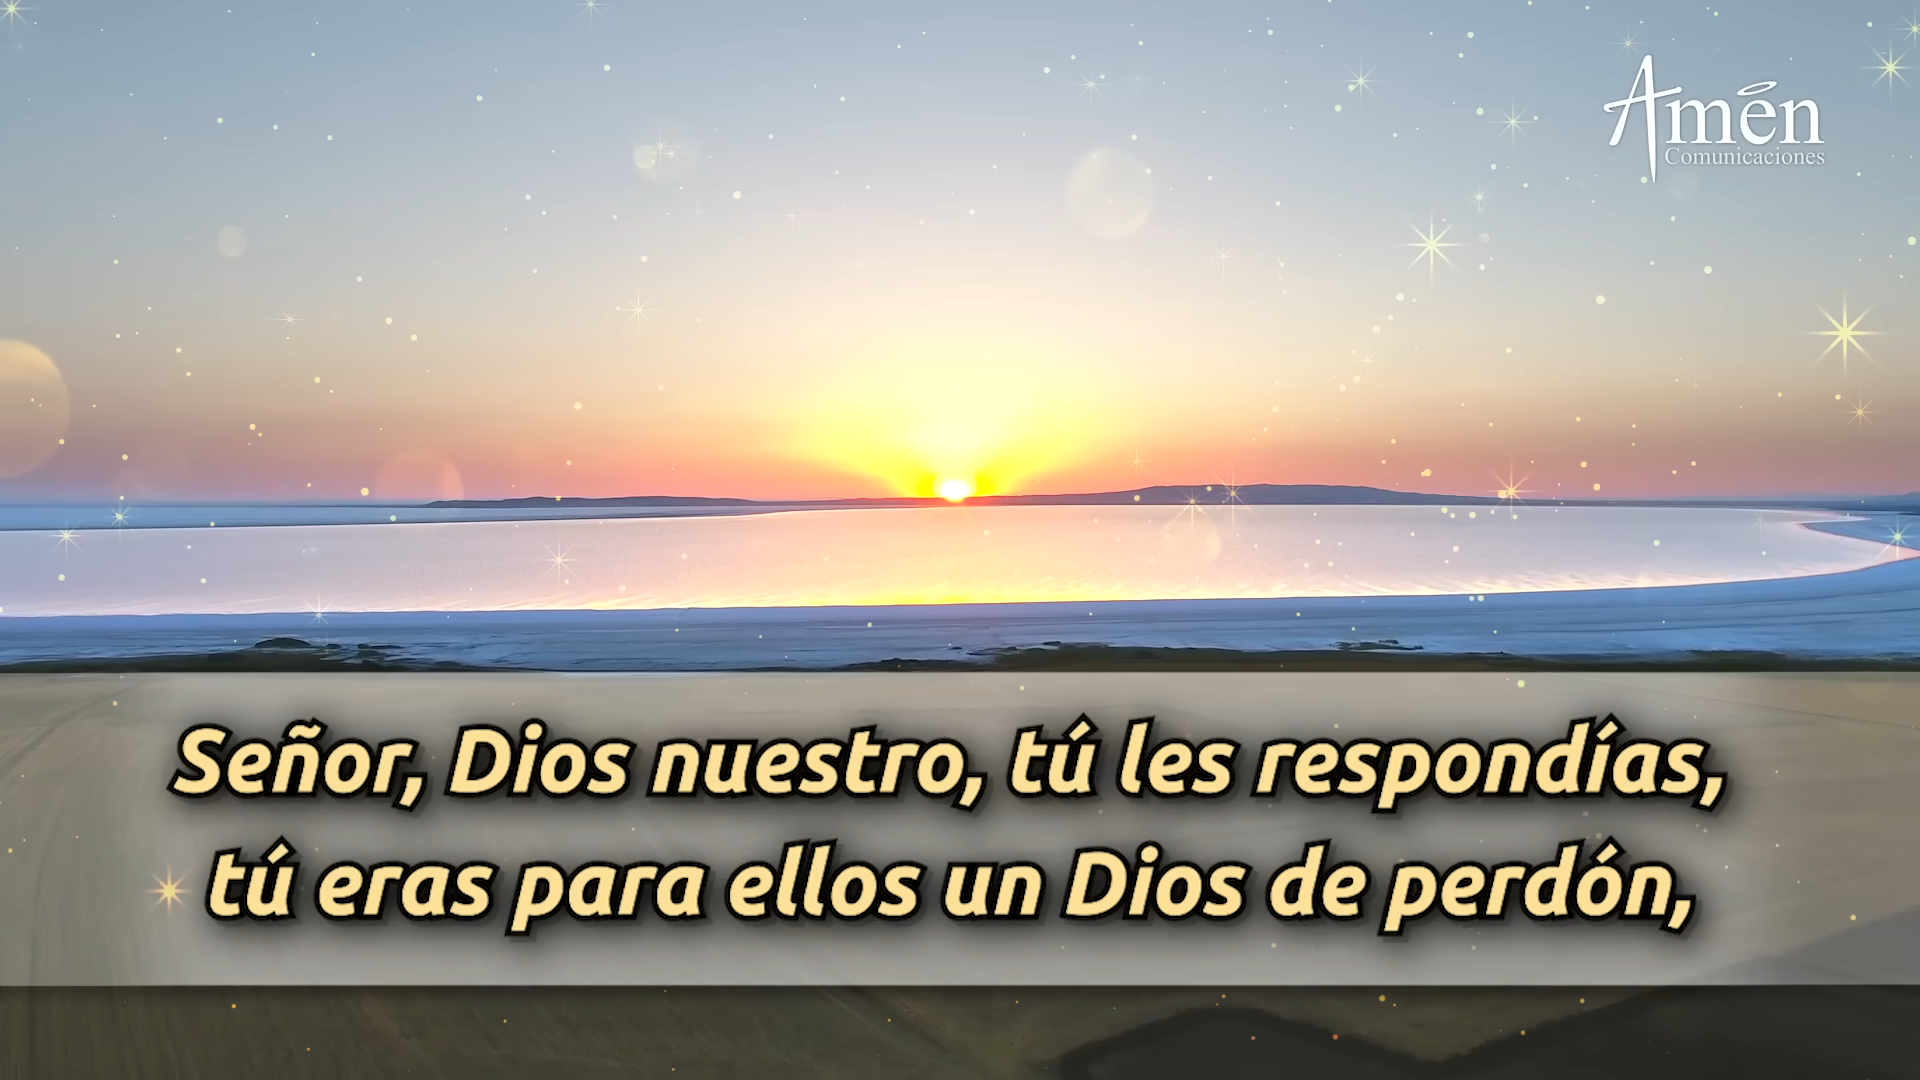 Amén
Comunicaciones
Señor, Dios nuestro, tú les respondías,
tú eras para ellos un Dios de perdón,